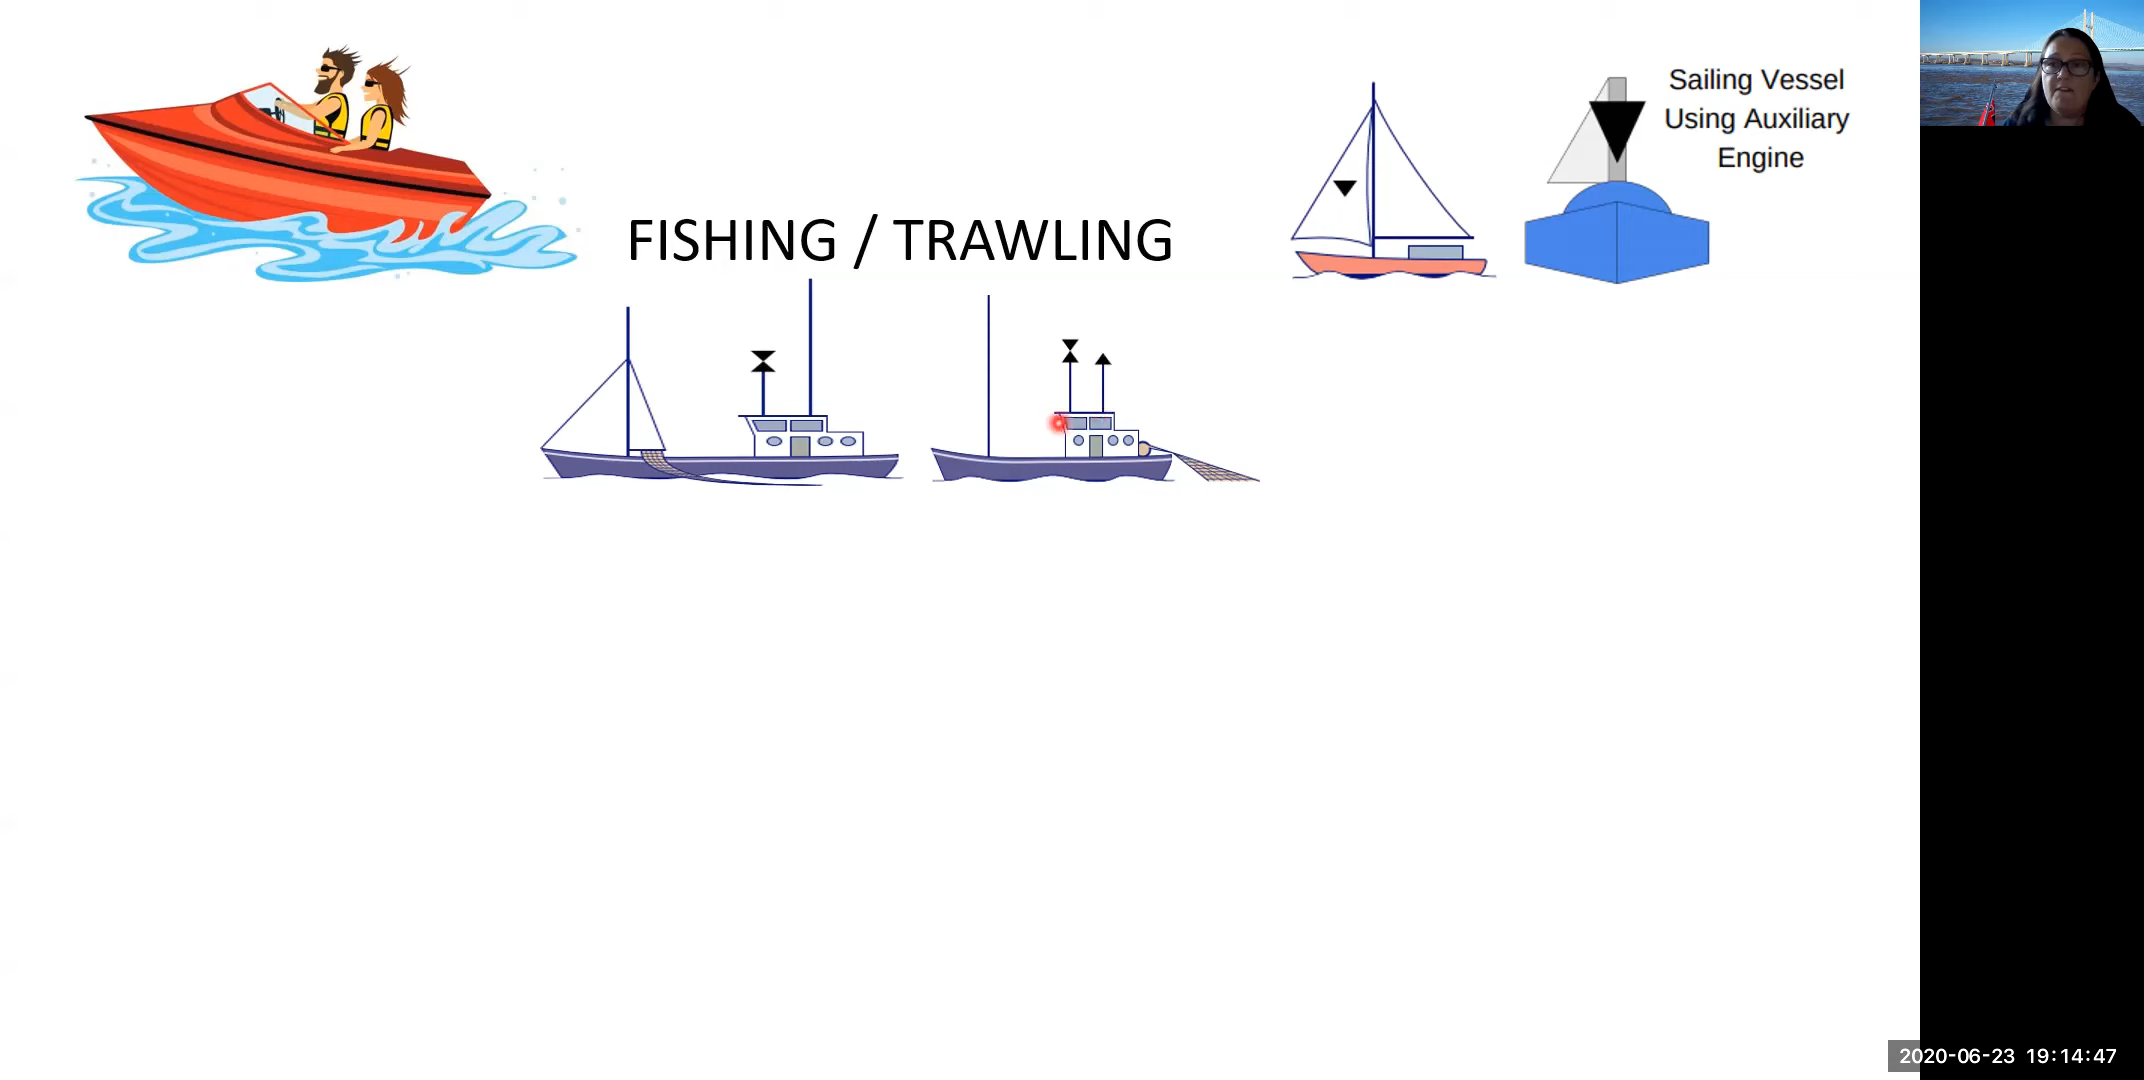 Sailing Vessel
Using Auxiliary
Engine
FISHING / TRAWLING
2020-06-23 19:14:47